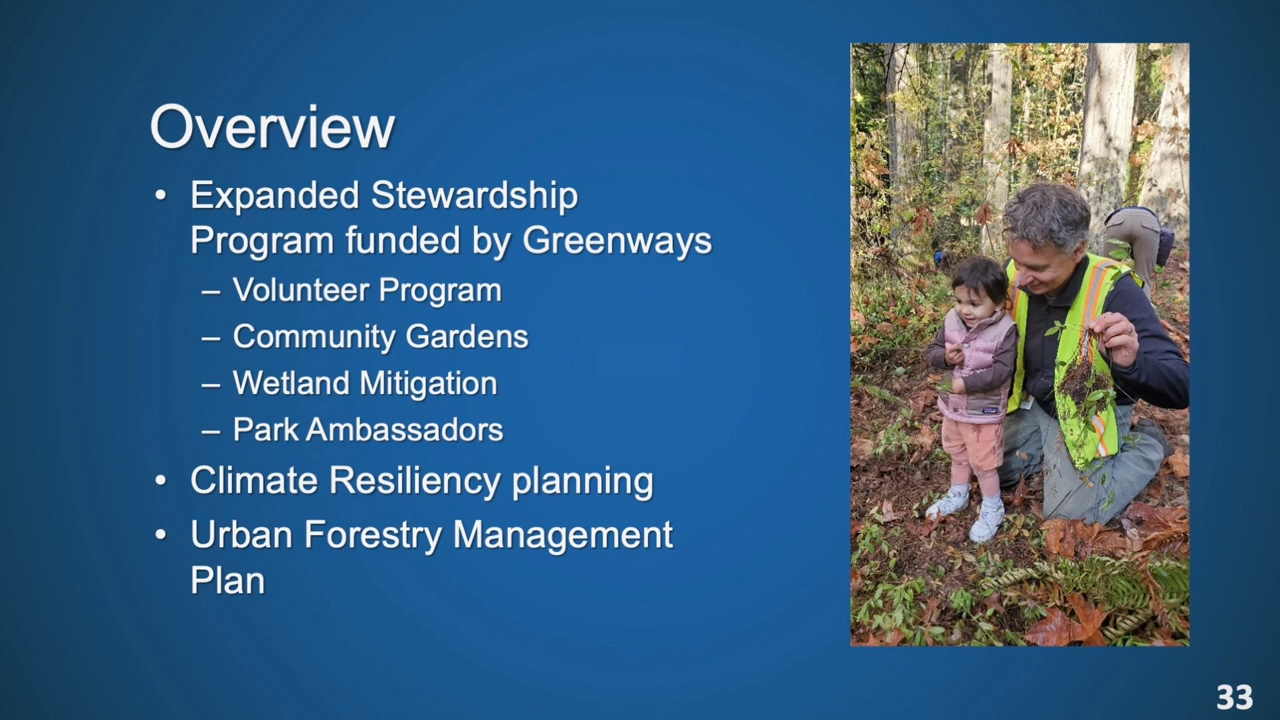 Overview
• Expanded Stewardship
Program funded by Greenways
– Volunteer Program
– Community Gardens
– Wetland Mitigation
– Park Ambassadors
• Climate Resiliency planning
• Urban Forestry Management
Plan
33